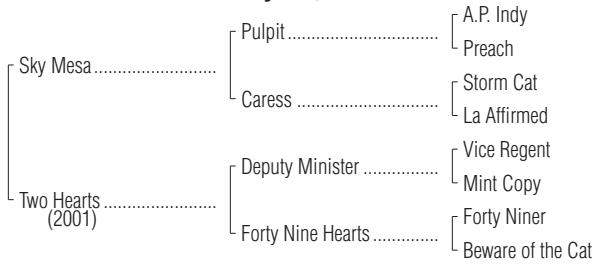 A.P. Indy
Pulpit
Preach
Sky Mesa
Storm Cat
Caress
La Affirmed
Vice Regent
Deputy Minister
Mint Copy
Two Hearts
(2001)
Forty Niner
Forty Nine Hearts
Beware of the Cat